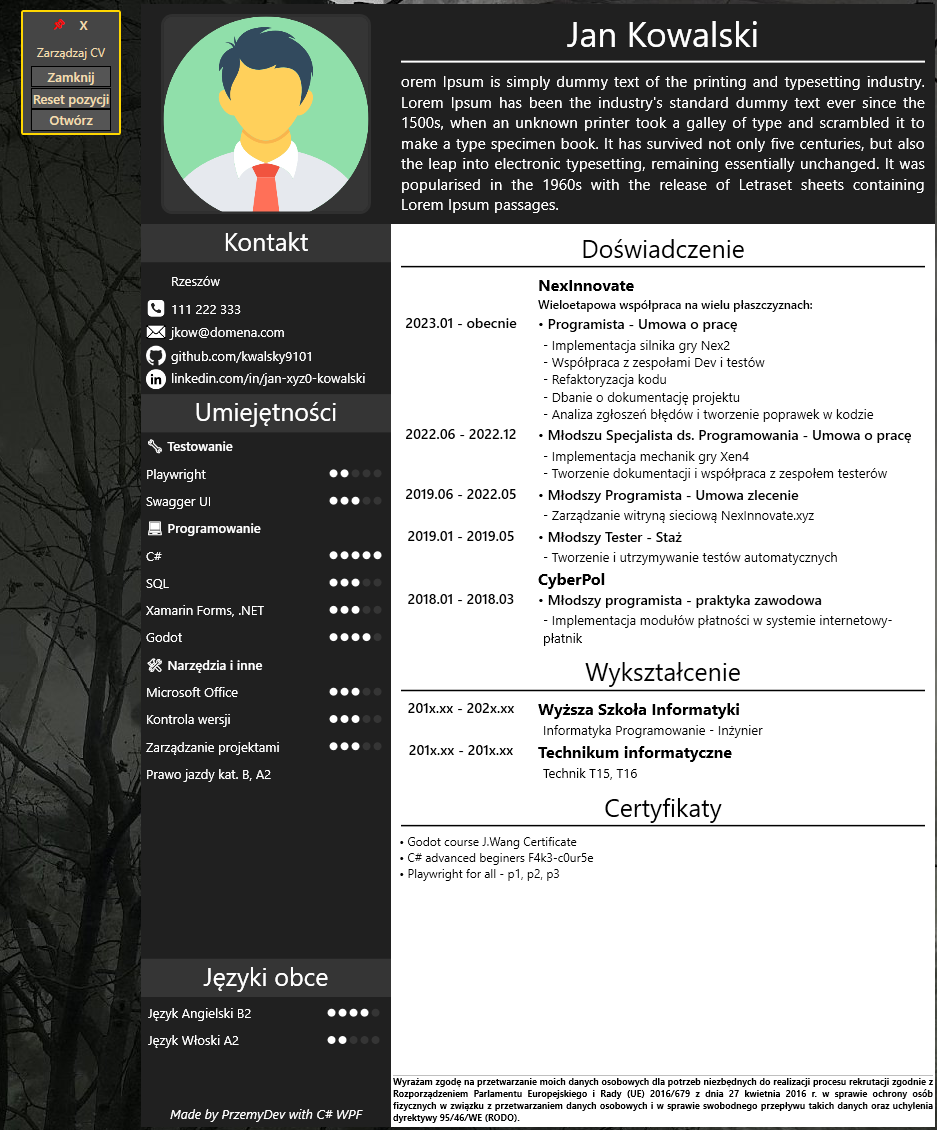 X
Zarządzaj CV
Zamknij
Reset pozycji
Otwórz
Jan Kowalski
orem Ipsum is simply dummy text of the printing and typesetting industry.
Lorem Ipsum has been the industry's standard dummy text ever since the
1500s, when an unknown printer took a galley of type and scrambled it to
make a type specimen book. It has survived not only five centuries, but also
the leap into electronic typesetting, remaining essentially unchanged. It was
popularised in the 1960s with the release of Letraset sheets containing
Lorem Ipsum passages.
Kontakt
Rzeszów
111 222 333
jkow@domena.com
github.com/kwalsky9101
linkedin.com/in/jan-xyz0-kowalski
Umiejętności
Testowanie
Playwright
Swagger UI
Programowanie
C#
SQL
Xamarin Forms, .NET
Godot
Narzędzia i inne
Microsoft Office
Kontrola wersji
Zarządzanie projektami
Prawo jazdy kat. B, A2
Języki obce
Język Angielski B2
Język Włoski A2
Made by PrzemyDev with C# WPF
Doświadczenie
NexInnovate
Wieloetapowa współpraca na wielu płaszczyznach:
2023.01 - obecnie • Programista - Umowa o pracę
- Implementacja silnika gry Nex2
- Współpraca z zespołami Dev i testów
- Refaktoryzacja kodu
- Dbanie o dokumentację projektu
- Analiza zgłoszeń błędów i tworzenie poprawek w kodzie
2022.06 - 2022.12 • Młodszu Specjalista ds. Programowania - Umowa o pracę
- Implementacja mechanik gry Xen4
- Tworzenie dokumentacji i współpraca z zespołem testerów
2019.06 - 2022.05 • Młodszy Programista - Umowa zlecenie
- Zarządzanie witryną sieciową NexInnovate.xyz
2019.01 - 2019.05 • Młodszy Tester - Staż
- Tworzenie i utrzymywanie testów automatycznych
CyberPol
2018.01 - 2018.03 • Młodszy programista - praktyka zawodowa
- Implementacja modułów płatności w systemie internetowy-
płatnik
Wykształcenie
201x.xx - 202x.xx Wyższa Szkoła Informatyki
Informatyka Programowanie - Inżynier
201x.xx - 201x.xx Technikum informatyczne
Technik T15, T16
Certyfikaty
• Godot course J.Wang Certificate
• C# advanced beginers F4k3-c0ur5e
• Playwright for all - p1, p2, p3
Wyrażam zgodę na przetwarzanie moich danych osobowych dla potrzeb niezbędnych do realizacji procesu rekrutacji zgodnie z
Rozporządzeniem Parlamentu Europejskiego i Rady (UE) 2016/679 z dnia 27 kwietnia 2016 r. w sprawie ochrony osób
fizycznych w związku z przetwarzaniem danych osobowych i w sprawie swobodnego przepływu takich danych oraz uchylenia
dyrektywy 95/46/WE (RODO).